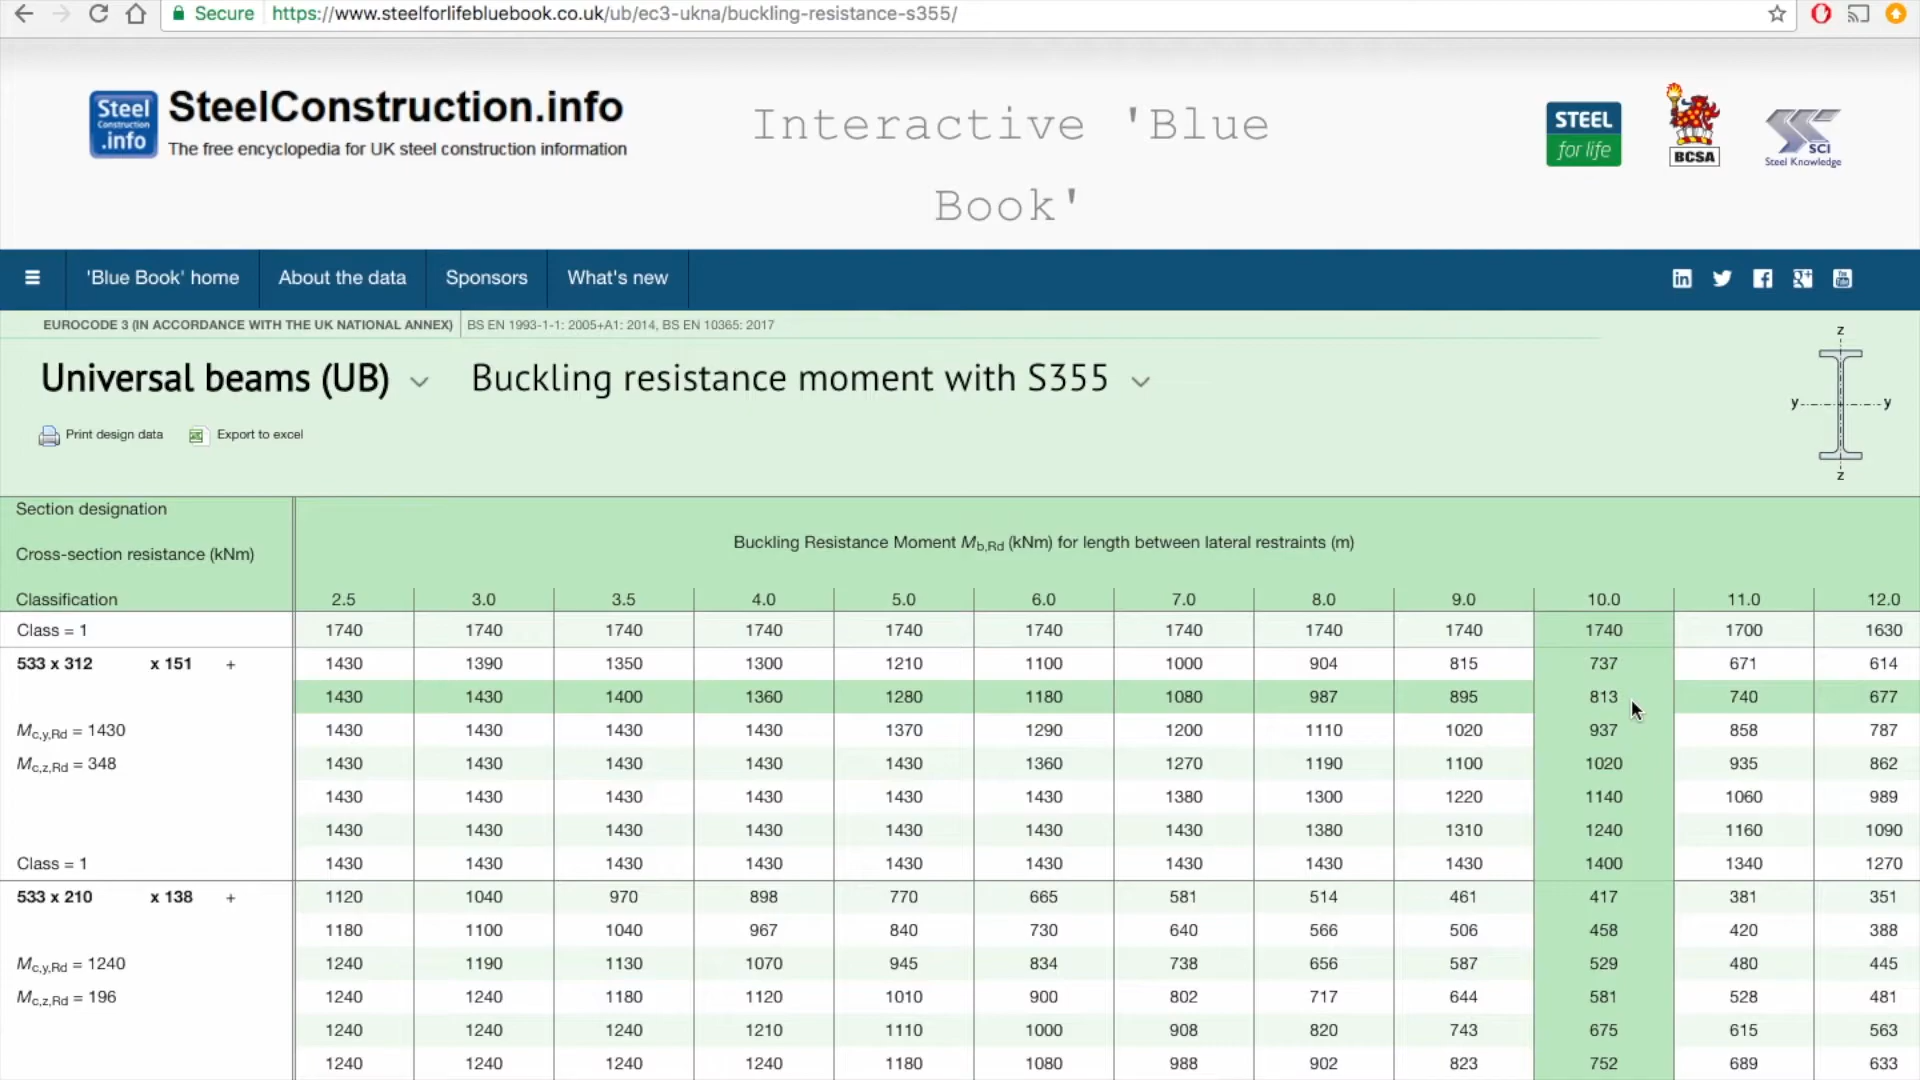 Secure https://www.steelforlifebluebook.co.uk/ub/ec3-ukna/buckling-resistance-s355/
Steel Construction .info
SteelConstruction.info
The free encyclopedia for UK steel construction information
Interactive 'Blue
Book'
STEEL
for life
BCSA
SCI
Steel Knowledge
'Blue Book' home About the data Sponsors What's new
EUROCODE 3 (IN ACCORDANCE WITH THE UK NATIONAL ANNEX) BS EN 1993-1-1: 2005+A1: 2014, BS EN 10365: 2017
Universal beams (UB) Buckling resistance moment with S355
z
y y
z
Print design data Export to excel
Section designation
Cross-section resistance (kNm)
Classification
Buckling Resistance Moment Mb,Rd (kNm) for length between lateral restraints (m)
2.5 3.0 3.5 4.0 5.0 6.0 7.0 8.0 9.0 10.0 11.0 12.0
Class = 1 1740 1740 1740 1740 1740 1740 1740 1740 1740 1740 1700 1630
533 x 312 x 151 + 1430 1390 1350 1300 1210 1100 1000 904 815 737 671 614
1430 1430 1400 1360 1280 1180 1080 987 895 813 740 677
Mc,y,Rd = 1430 1430 1430 1430 1430 1370 1290 1200 1110 1020 937 858 787
Mc,z,Rd = 348 1430 1430 1430 1430 1430 1360 1270 1190 1100 1020 935 862
1430 1430 1430 1430 1430 1430 1380 1300 1220 1140 1060 989
1430 1430 1430 1430 1430 1430 1430 1380 1310 1240 1160 1090
Class = 1 1430 1430 1430 1430 1430 1430 1430 1430 1430 1400 1340 1270
533 x 210 x 138 + 1120 1040 970 898 770 665 581 514 461 417 381 351
1180 1100 1040 967 840 730 640 566 506 458 420 388
Mc,y,Rd = 1240 1240 1190 1130 1070 945 834 738 656 587 529 480 445
Mc,z,Rd = 196 1240 1240 1180 1120 1010 900 802 717 644 581 528 481
1240 1240 1240 1210 1110 1000 908 820 743 675 615 563
1240 1240 1240 1240 1180 1080 988 902 823 752 689 633